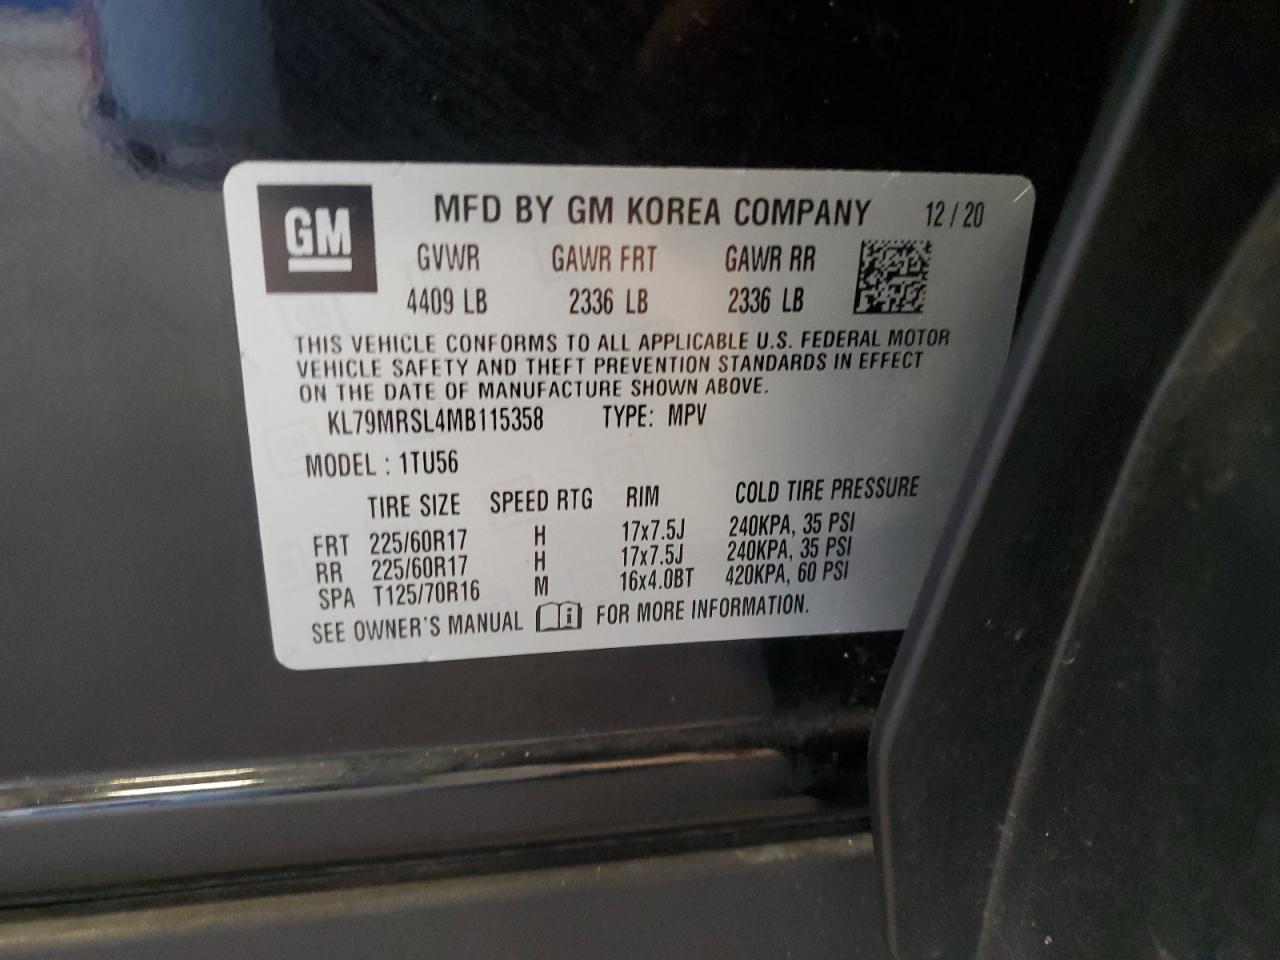 GM
MFD BY GM KOREA COMPANY 12 / 20
GVWR GAWR FRT GAWR RR
4409 LB 2336 LB 2336 LB
THIS VEHICLE CONFORMS TO ALL APPLICABLE U.S. FEDERAL MOTOR
VEHICLE SAFETY AND THEFT PREVENTION STANDARDS IN EFFECT
ON THE DATE OF MANUFACTURE SHOWN ABOVE.
KL79MRSL4MB115358 TYPE: MPV
MODEL : 1TU56
TIRE SIZE SPEED RTG RIM COLD TIRE PRESSURE
FRT 225/60R17 H 17x7.5J 240KPA, 35 PSI
RR 225/60R17 H 17x7.5J 240KPA, 35 PSI
SPA T125/70R16 M 16x4.0BT 420KPA, 60 PSI
SEE OWNER'S MANUAL i FOR MORE INFORMATION.